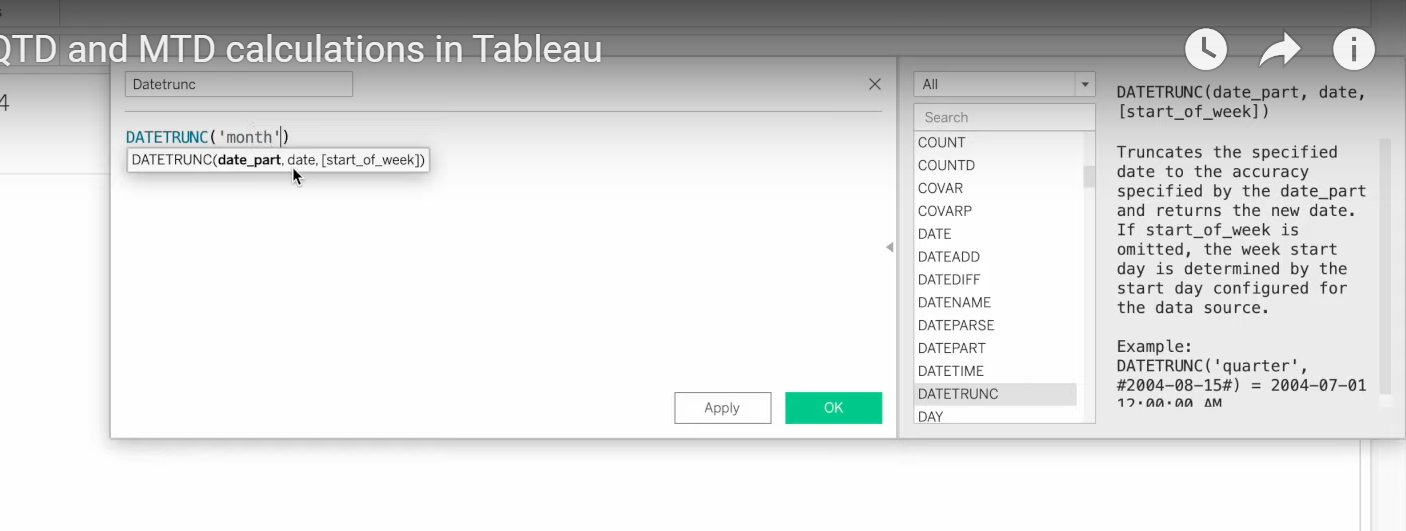 QTD and MTD calculations in Tableau
4
Datetrunc
DATETRUNC('month')
DATETRUNC(date_part, date, [start_of_week])
Apply
OK
All
Search
COUNT
COUNTD
COVAR
COVARP
DATE
DATEADD
DATEDIFF
DATENAME
DATEPARSE
DATEPART
DATETIME
DATETRUNC
DAY
DATETRUNC(date_part, date,
[start_of_week])
Truncates the specified
date to the accuracy
specified by the date_part
and returns the new date.
If start_of_week is
omitted, the week start
day is determined by the
start day configured for
the data source.
Example:
DATETRUNC('quarter',
#2004-08-15#) = 2004-07-01
12:00:00 AM